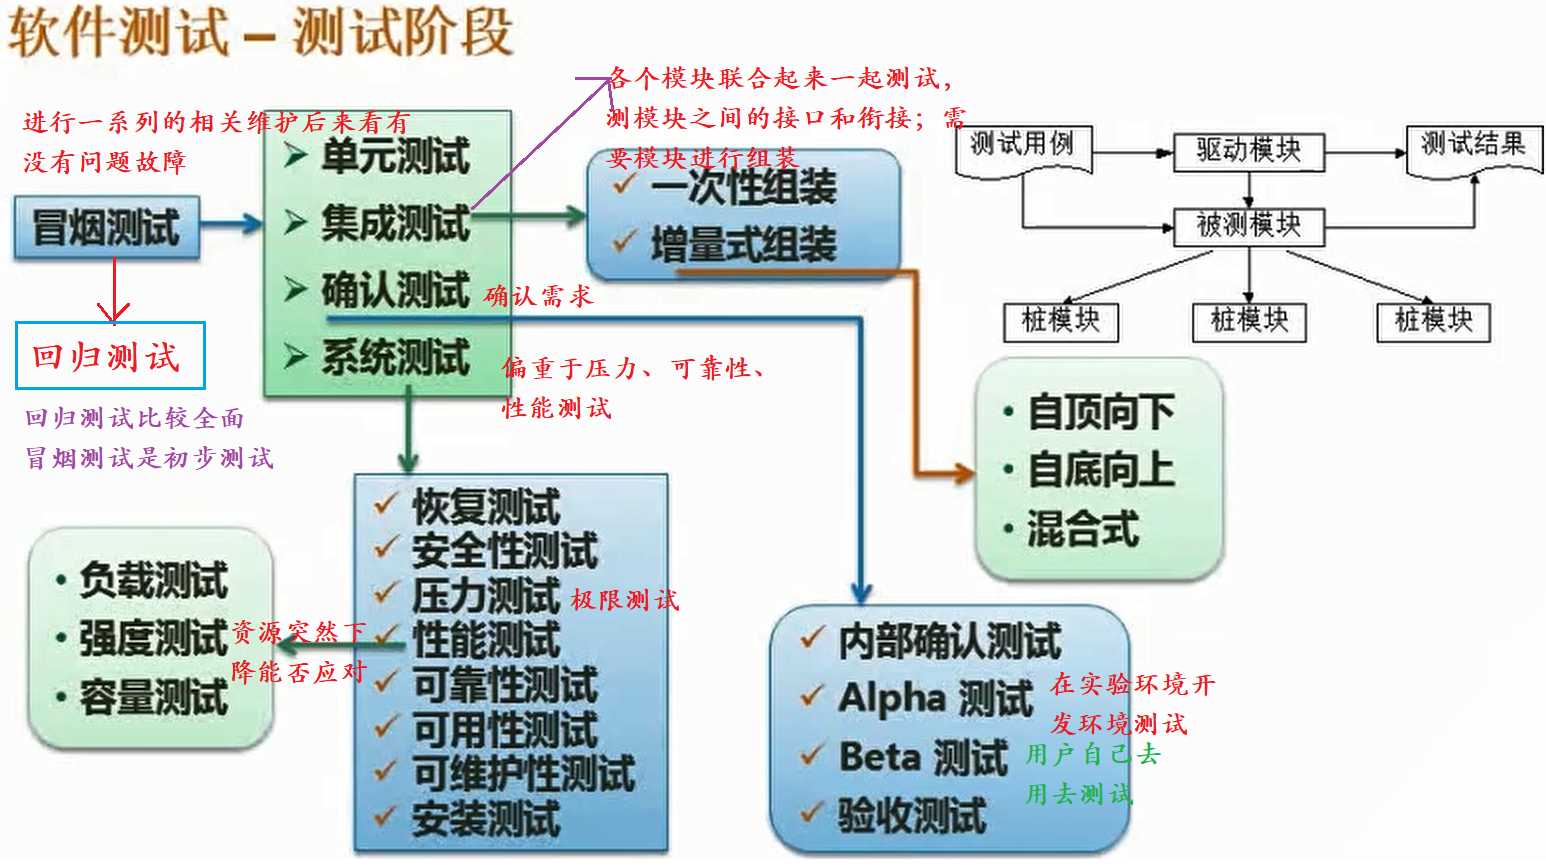 软件测试 – 测试阶段
进行一系列的相关维护后来看有
没有问题故障
冒烟测试
回归测试
回归测试比较全面
冒烟测试是初步测试
单元测试
集成测试
确认测试
确认需求
系统测试
偏重于压力、可靠性、
性能测试
各个模块联合起来一起测试,
测模块之间的接口和衔接；需
要模块进行组装
一次性组装
增量式组装
测试用例
驱动模块
测试结果
被测模块
桩模块
桩模块
桩模块
自顶向下
自底向上
混合式
恢复测试
安全性测试
压力测试
极限测试
性能测试
可靠性测试
可用性测试
可维护性测试
安装测试
负载测试
强度测试
资源突然下
降能否应对
容量测试
内部确认测试
Alpha 测试
在实验环境开
发环境测试
Beta 测试
用户自己去
用去测试
验收测试